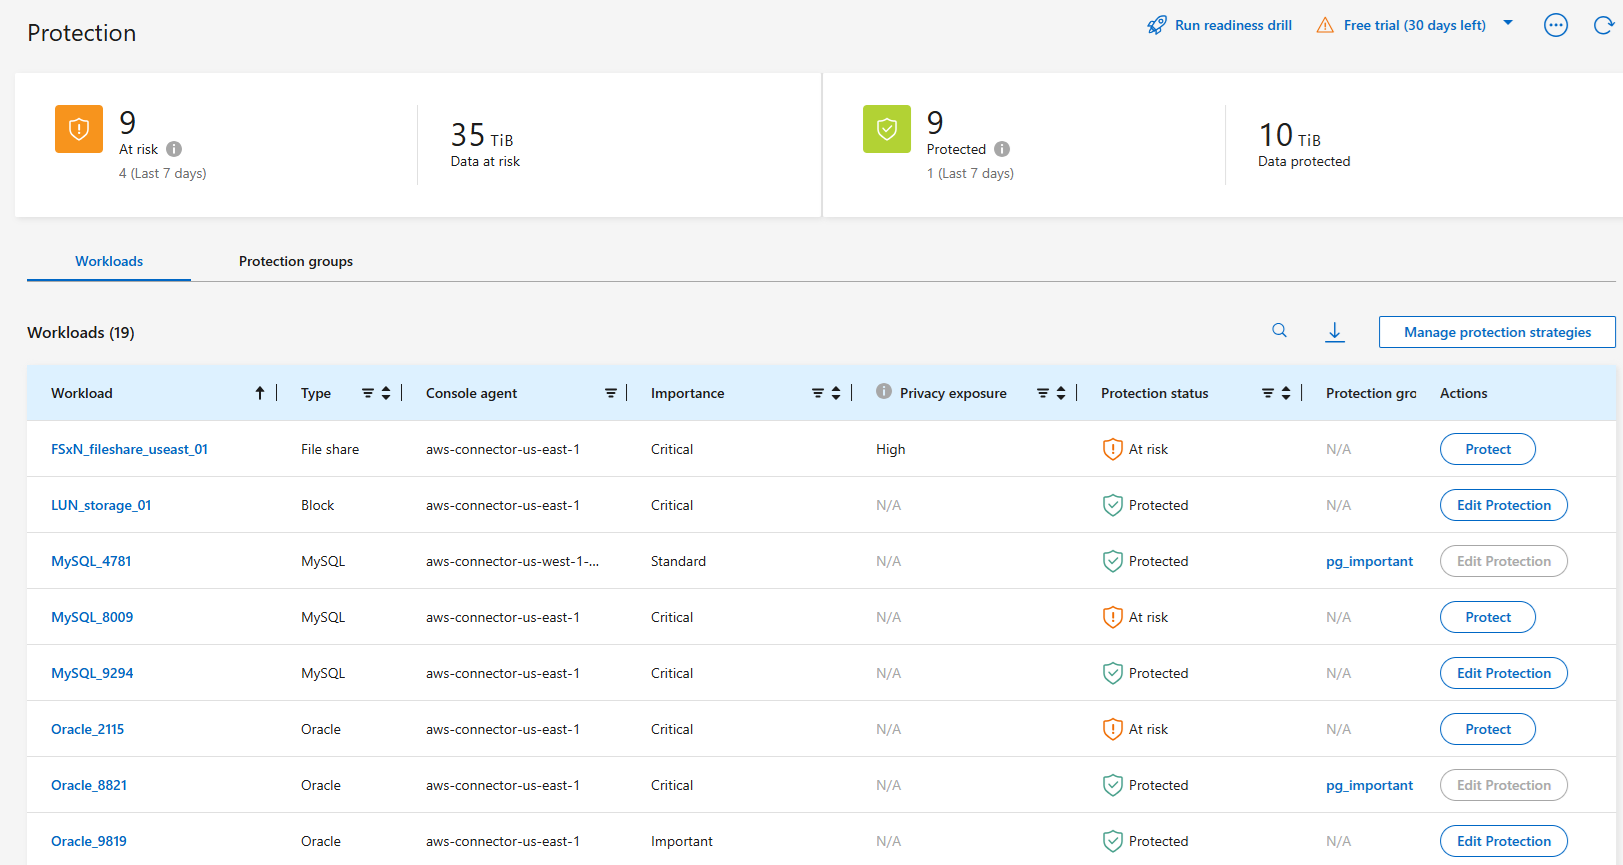 Protection
Run readiness drill
Free trial (30 days left)
9
At risk
4 (Last 7 days)
35 TiB
Data at risk
9
Protected
1 (Last 7 days)
10 TiB
Data protected
Workloads Protection groups
Workloads (19)
Manage protection strategies
Workload Type Console agent Importance Privacy exposure Protection status Protection gro Actions
FSxN_fileshare_useast_01 File share aws-connector-us-east-1 Critical High At risk N/A Protect
LUN_storage_01 Block aws-connector-us-east-1 Critical N/A Protected N/A Edit Protection
MySQL_4781 MySQL aws-connector-us-west-1-... Standard N/A Protected pg_important Edit Protection
MySQL_8009 MySQL aws-connector-us-east-1 Critical N/A At risk N/A Protect
MySQL_9294 MySQL aws-connector-us-east-1 Critical N/A Protected N/A Edit Protection
Oracle_2115 Oracle aws-connector-us-east-1 Critical N/A At risk N/A Protect
Oracle_8821 Oracle aws-connector-us-east-1 Critical N/A Protected pg_important Edit Protection
Oracle_9819 Oracle aws-connector-us-east-1 Important N/A Protected N/A Edit Protection